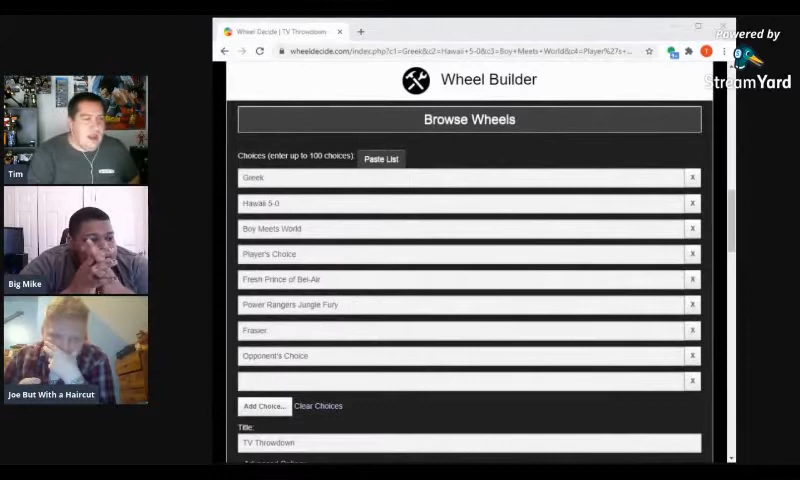 Wheel Decide | TV Throwdown
wheeldecide.com/index.php?c1=Greek&c2=Hawaii+5-0&c3=Boy+Meets+World&c4=Player%27s+...
T
Powered by
StreamYard
Wheel Builder
Browse Wheels
Choices (enter up to 100 choices):
Paste List
Greek
x
Hawaii 5-0
x
Boy Meets World
x
Player's Choice
x
Fresh Prince of Bel-Air
x
Power Rangers Jungle Fury
x
Frasier
x
Opponent's Choice
x
x
Add Choice...
Clear Choices
Title:
TV Throwdown
Tim
Big Mike
Joe But With a Haircut